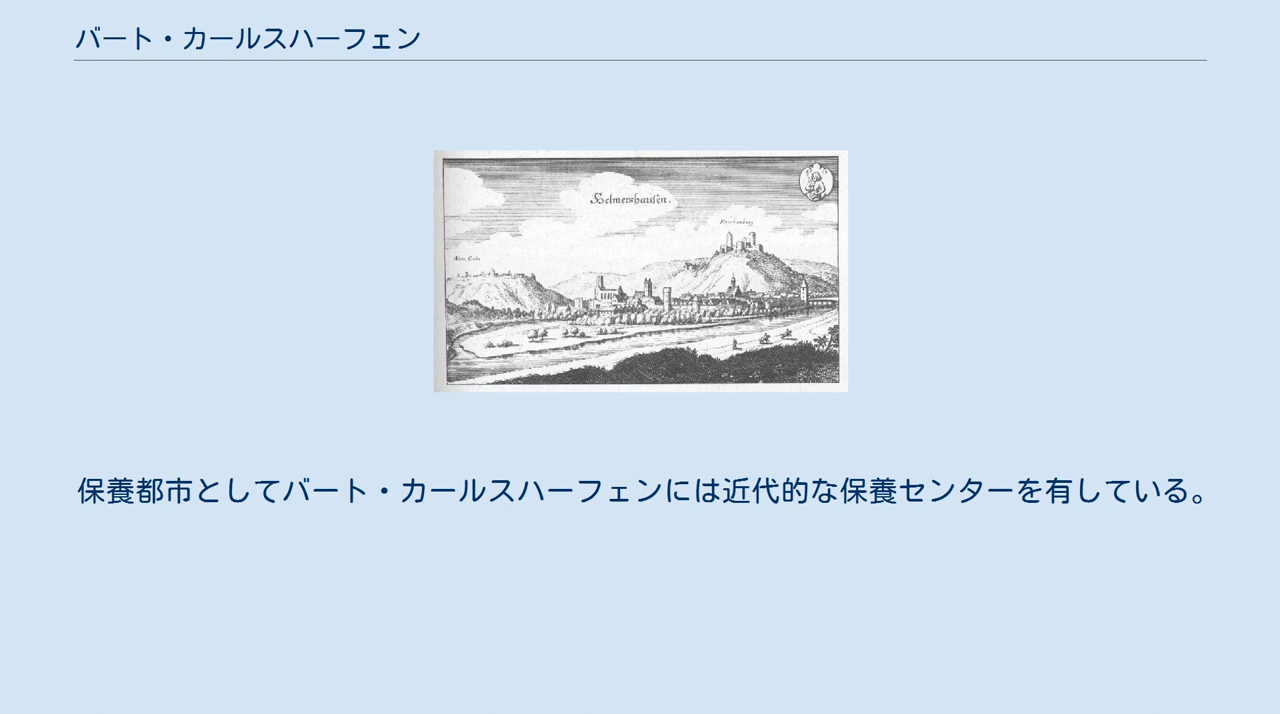 バート・カールスハーフェン
Helmershausen.
保養都市としてバート・カールスハーフェンには近代的な保養センターを有している。